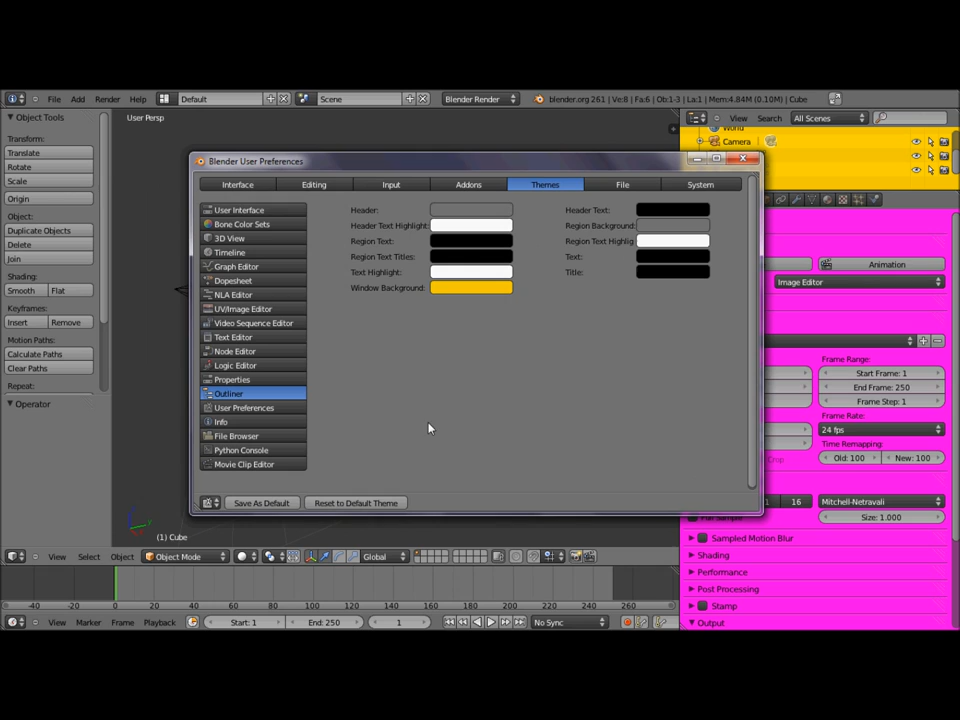 File Add Render Help Default Scene Blender Render blender.org 261 | Ve:8 | Fa:6 | Ob:1-3 | La:1 | Mem:4.84M (0.10M) | Cube
Object Tools
User Persp
View Search All Scenes
World
Camera
Transform:
Translate
Rotate
Scale
Origin
Object:
Duplicate Objects
Delete
Join
Shading:
Smooth Flat
Keyframes:
Insert Remove
Motion Paths:
Calculate Paths
Clear Paths
Repeat:
Operator
Blender User Preferences
Interface Editing Input Addons Themes File System
User Interface
Bone Color Sets
3D View
Timeline
Graph Editor
Dopesheet
NLA Editor
UV/Image Editor
Video Sequence Editor
Text Editor
Node Editor
Logic Editor
Properties
Outliner
User Preferences
Info
File Browser
Python Console
Movie Clip Editor
Header:
Header Text Highlight:
Region Text:
Region Text Titles:
Text Highlight:
Window Background:
Header Text:
Region Background:
Region Text Highlig
Text:
Title:
Save As Default Reset to Default Theme
Animation
Image Editor
Frame Range:
Start Frame: 1
End Frame: 250
Frame Step: 1
Frame Rate:
24 fps
Time Remapping:
Crop
Old: 100 New: 100
1 16 Mitchell-Netravali
Size: 1.000
Sampled Motion Blur
Shading
Performance
Post Processing
Stamp
Output
(1) Cube
View Select Object Object Mode Global
-40 -20 0 20 40 60 80 100 120 140 160 180 200 220 240 260
View Marker Frame Playback Start: 1 End: 250 1 No Sync